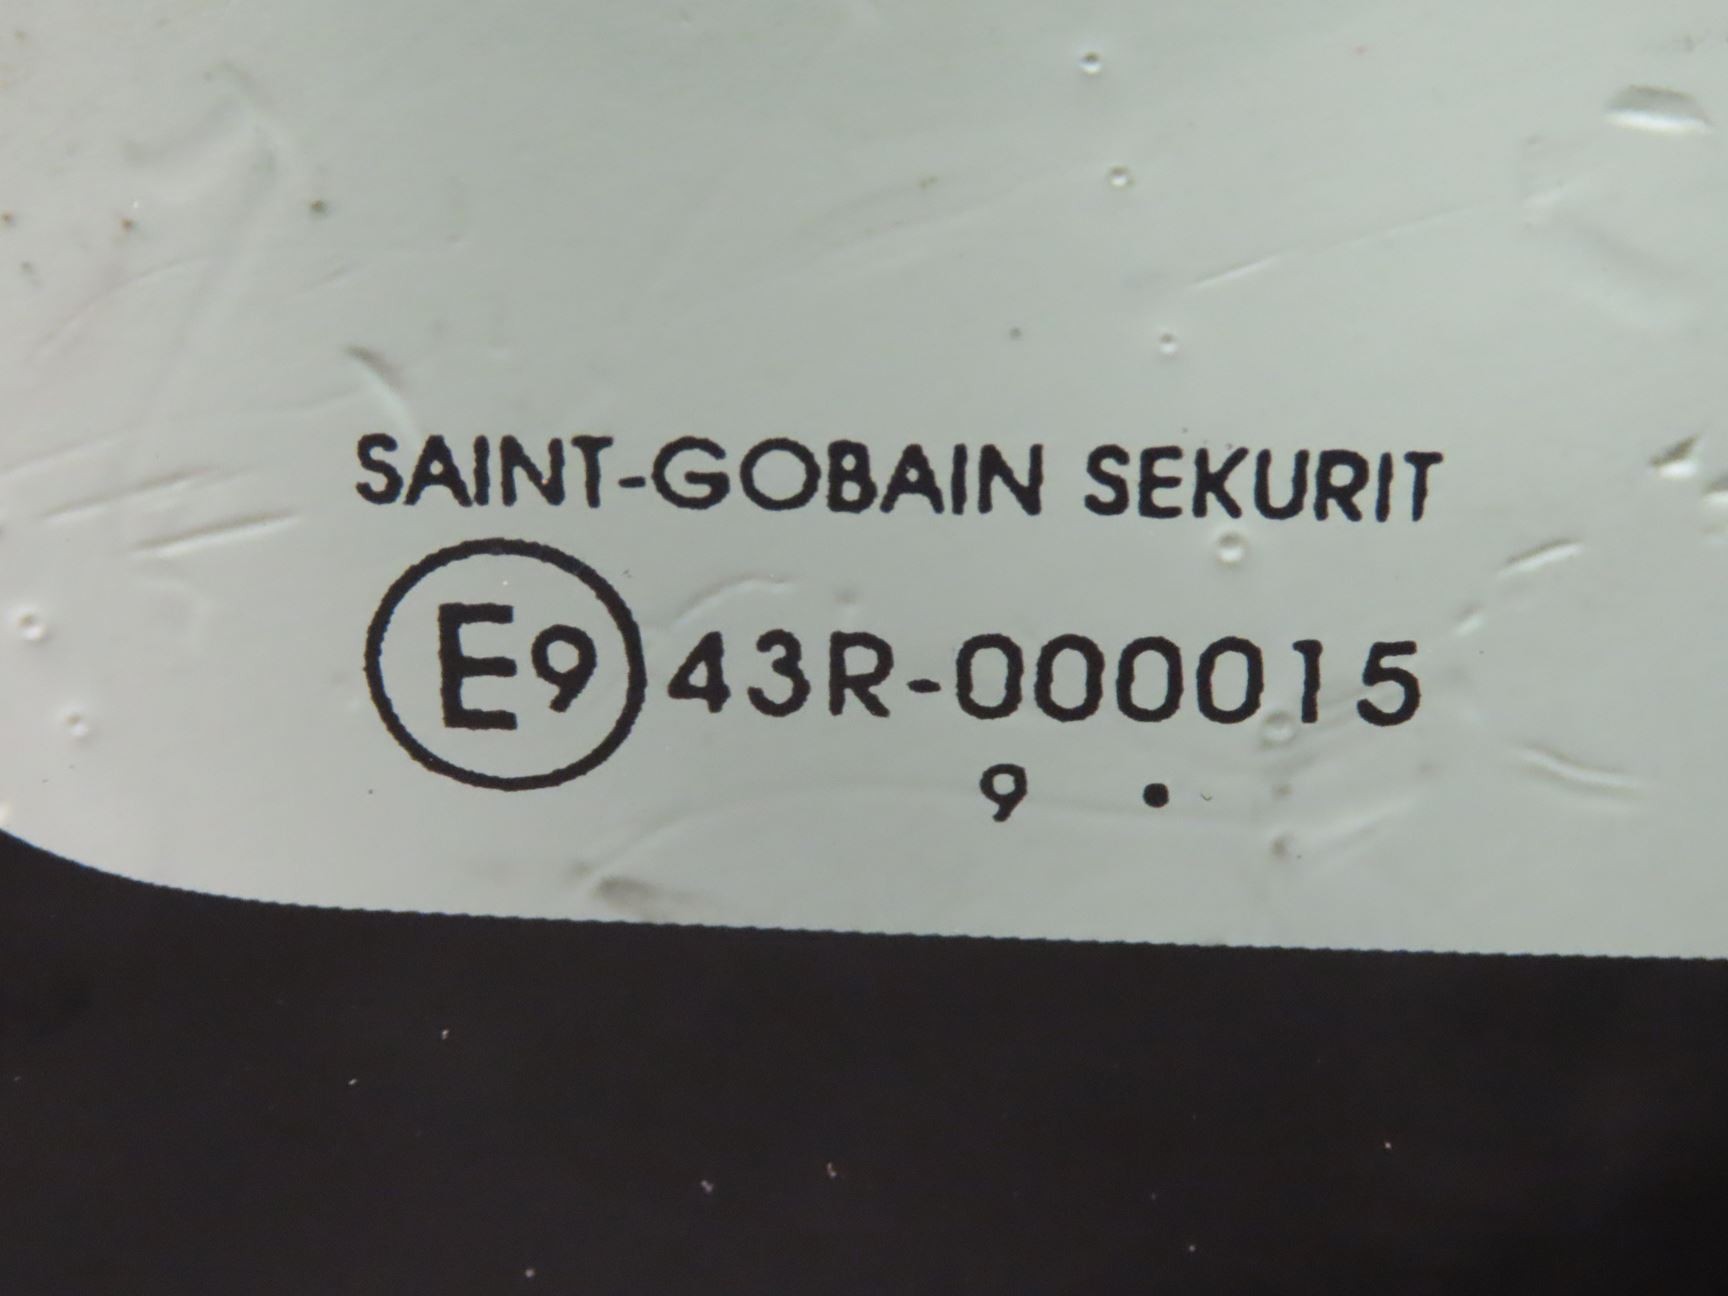 SAINT-GOBAIN SEKURIT
E9 43R-000015
9 •